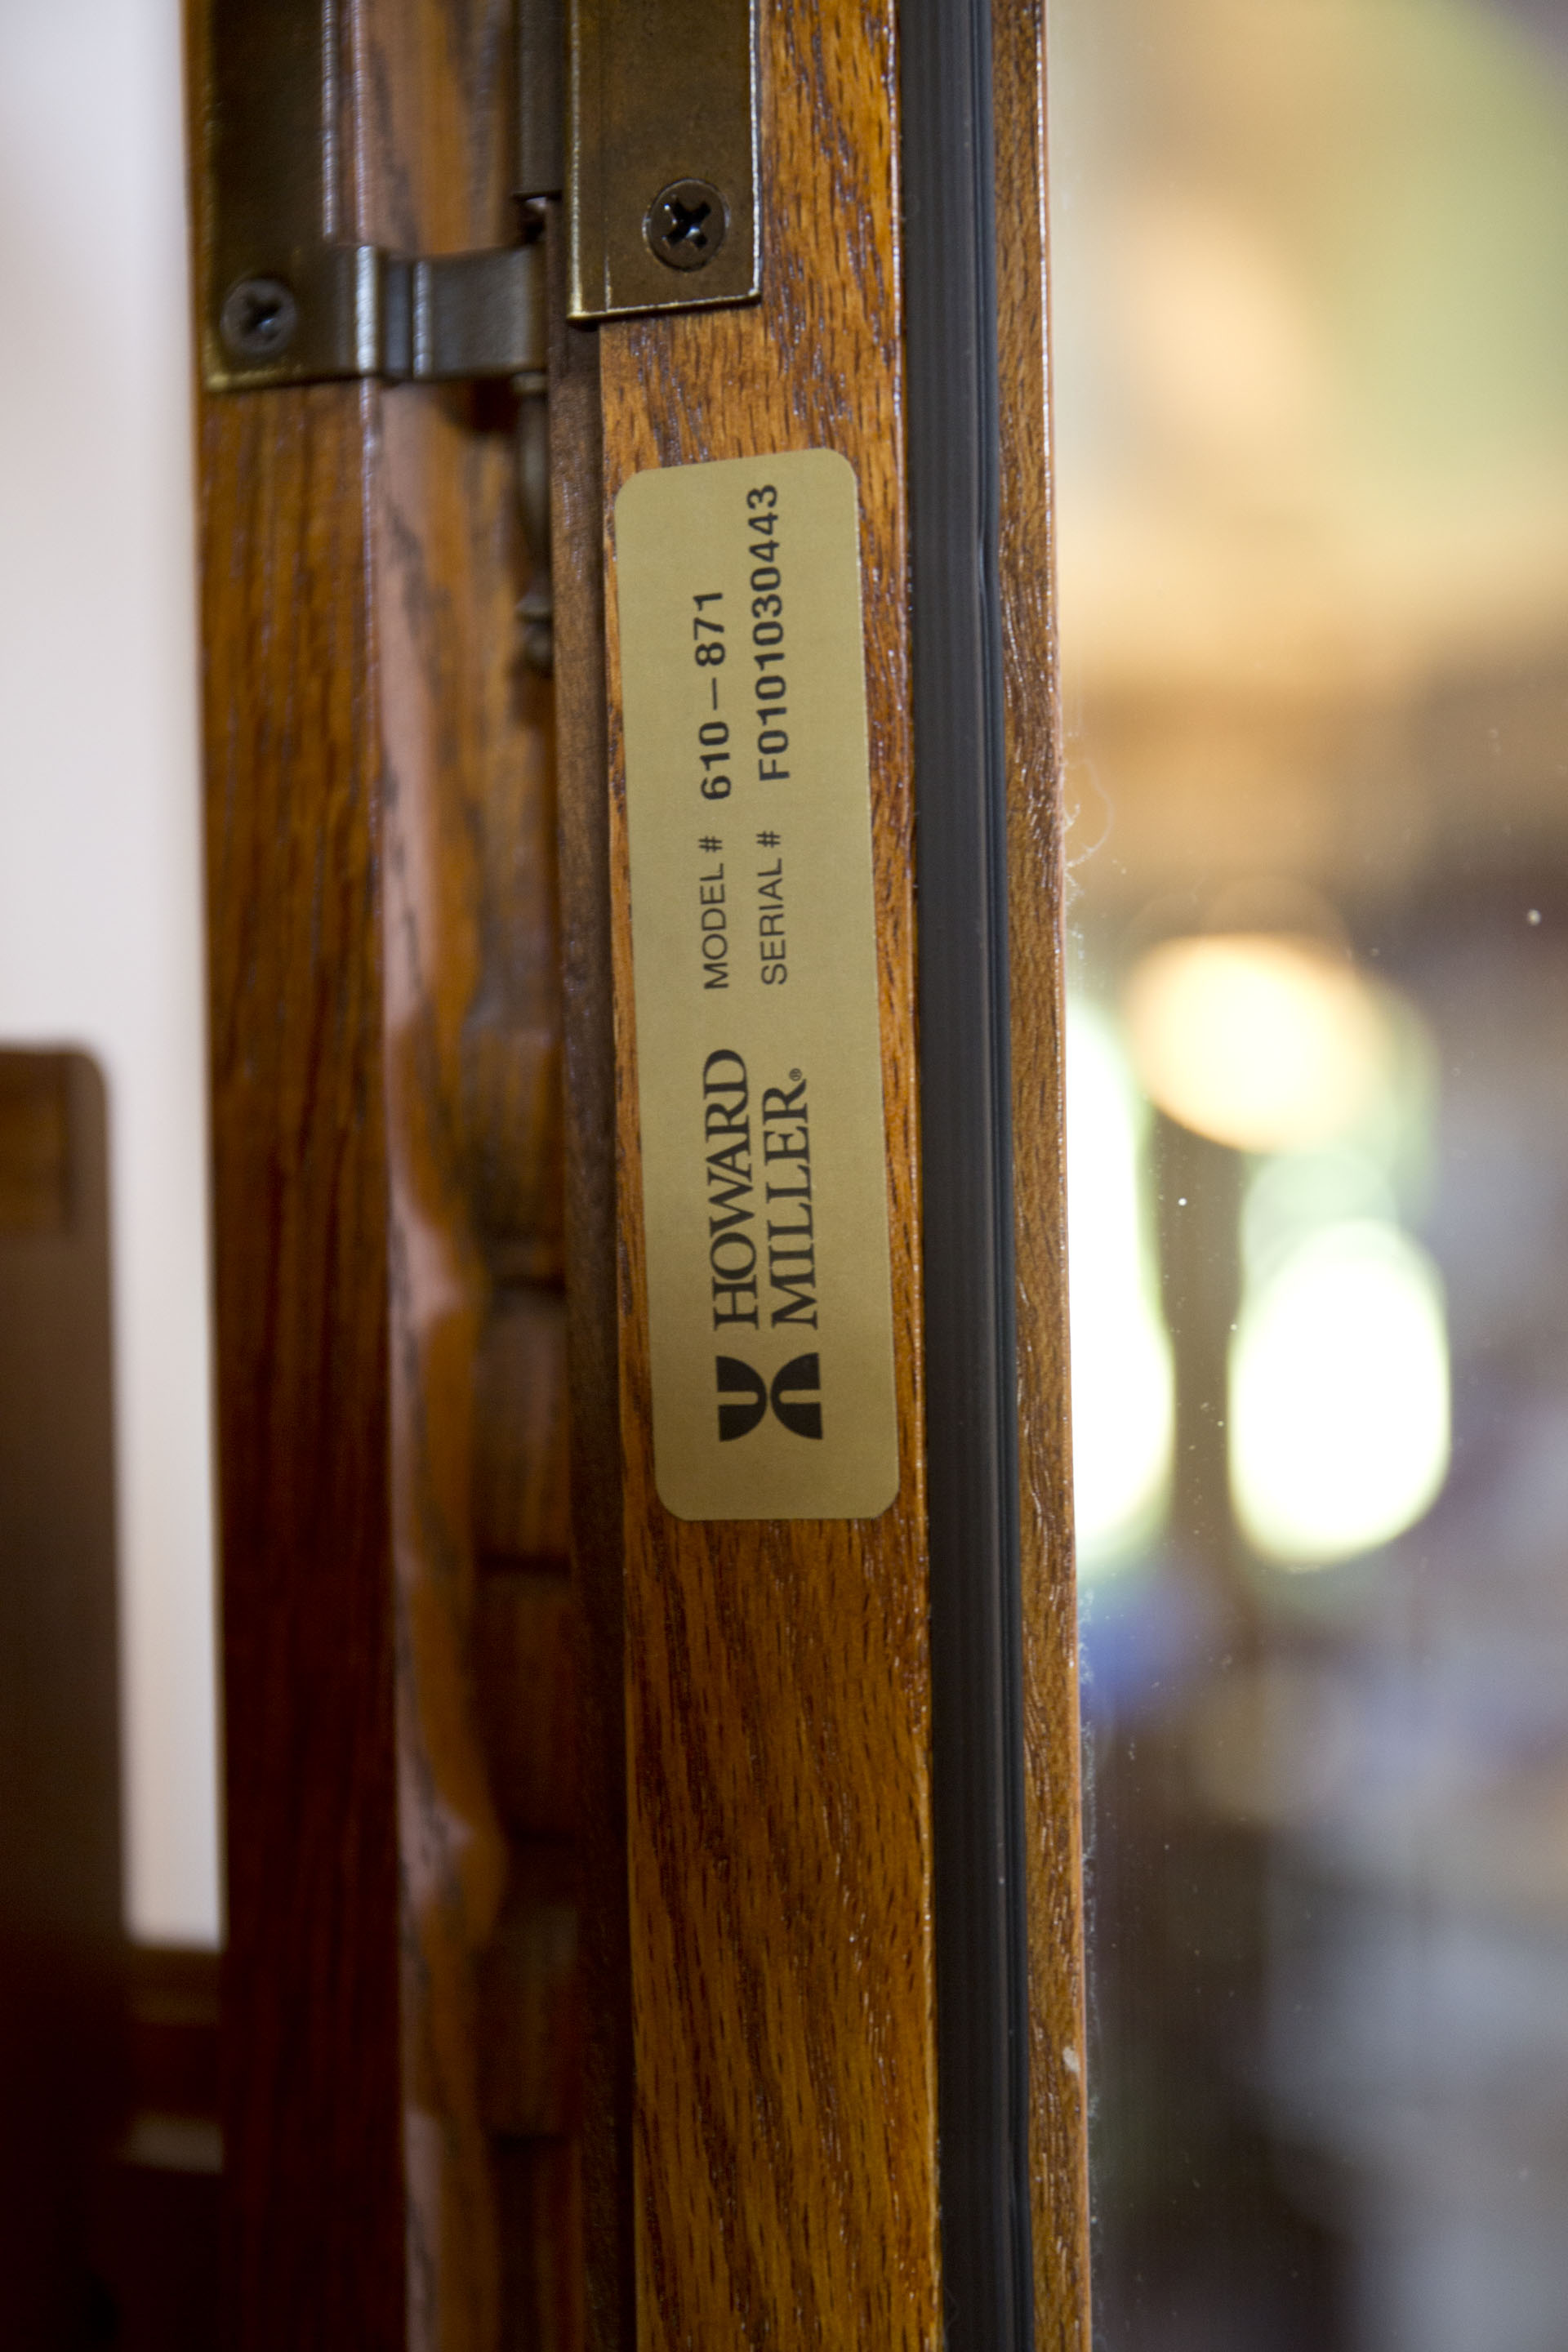 HOWARD
MILLER®
MODEL # 610-871
SERIAL # F0101030443